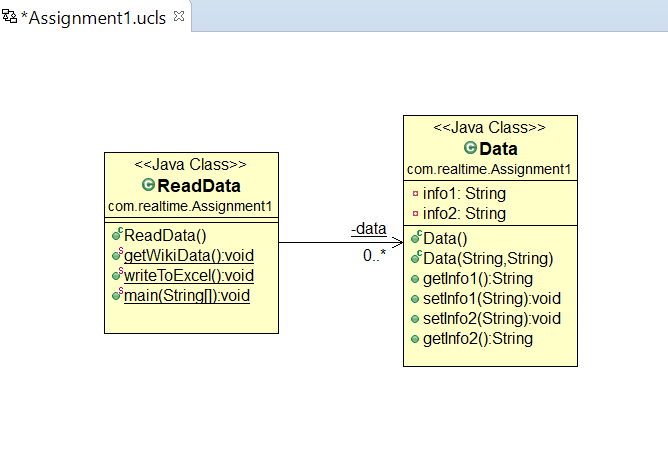 *Assignment1.ucls
<<Java Class>>
ReadData
com.realtime.Assignment1
ReadData()
getWikiData():void
writeToExcel():void
main(String[]):void
-data
0..*
<<Java Class>>
Data
com.realtime.Assignment1
info1: String
info2: String
Data()
Data(String,String)
getInfo1():String
setInfo1(String):void
setInfo2(String):void
getInfo2():String